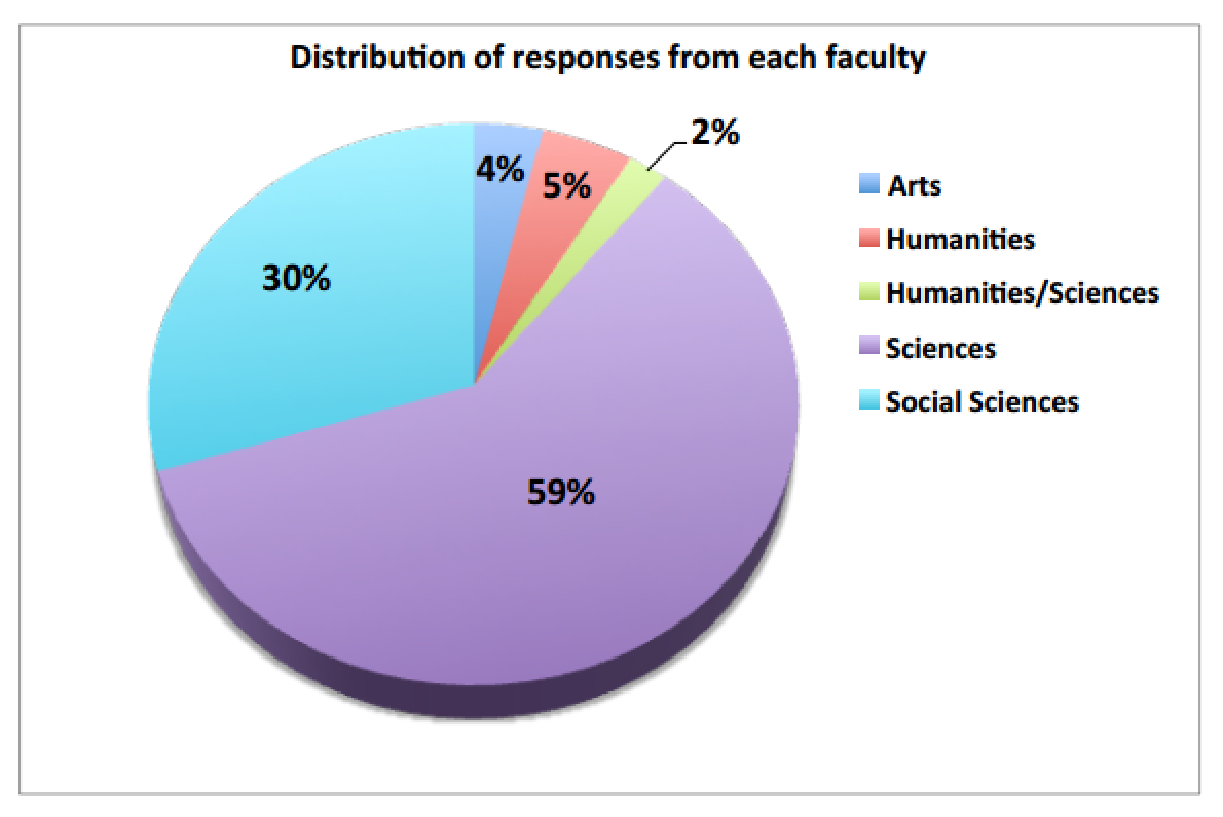 Distribution of responses from each faculty
2%
4%
5%
30%
59%
Arts
Humanities
Humanities/Sciences
Sciences
Social Sciences